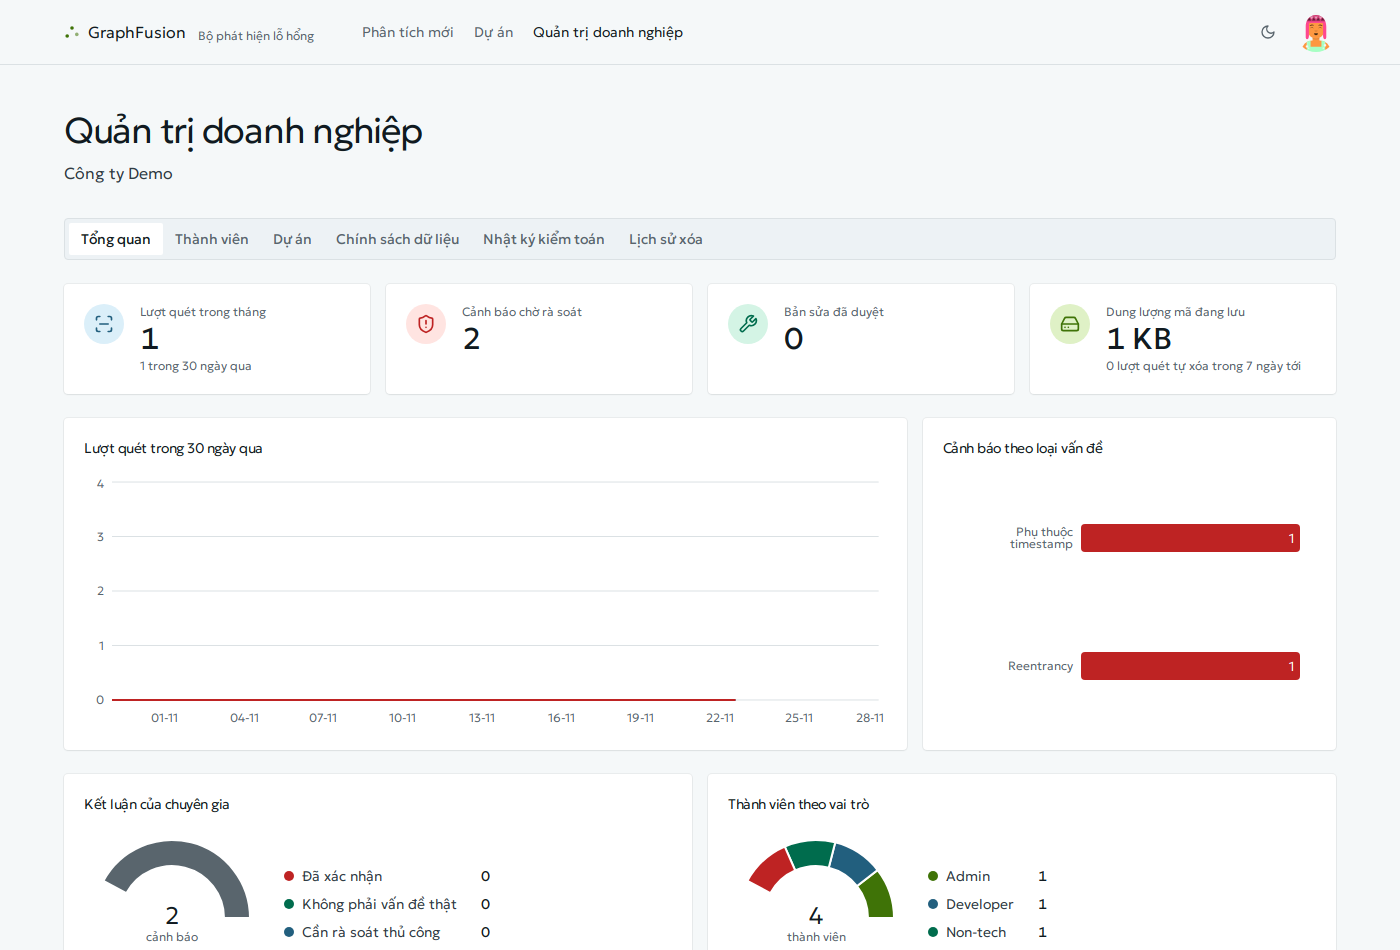 GraphFusion Bộ phát hiện lỗ hổng Phân tích mới Dự án Quản trị doanh nghiệp
Quản trị doanh nghiệp
Công ty Demo
Tổng quan Thành viên Dự án Chính sách dữ liệu Nhật ký kiểm toán Lịch sử xóa
Lượt quét trong tháng
1
1 trong 30 ngày qua
Cảnh báo chờ rà soát
2
Bản sửa đã duyệt
0
Dung lượng mã đang lưu
1 KB
0 lượt quét tự xóa trong 7 ngày tới
Lượt quét trong 30 ngày qua
4
3
2
1
0
01-11 04-11 07-11 10-11 13-11 16-11 19-11 22-11 25-11 28-11
Cảnh báo theo loại vấn đề
Phụ thuộc
timestamp
1
Reentrancy
1
Kết luận của chuyên gia
2
cảnh báo
Đã xác nhận 0
Không phải vấn đề thật 0
Cần rà soát thủ công 0
Thành viên theo vai trò
4
thành viên
Admin 1
Developer 1
Non-tech 1